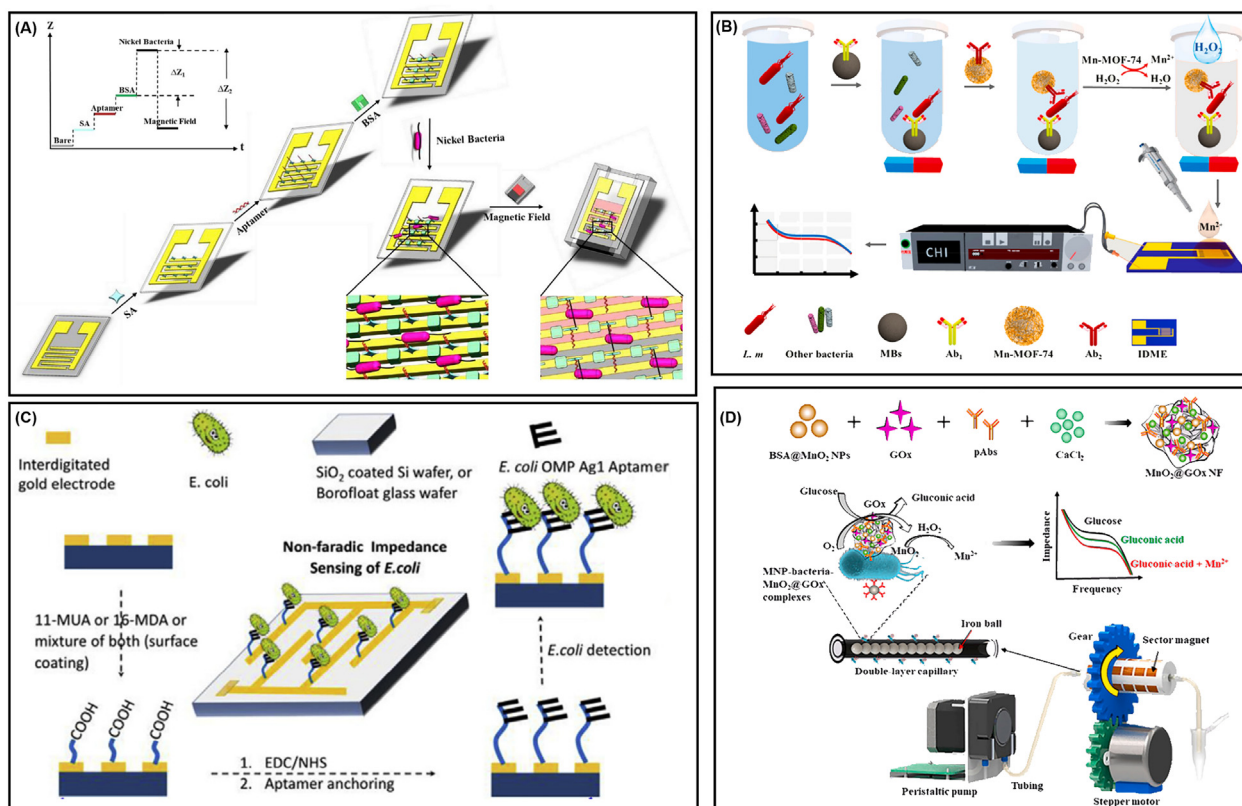 (A)
Z
Nickel Bacteria
ΔZ1
BSA
ΔZ2
Aptamer
SA
Magnetic Field
Bare
t
BSA
Nickel Bacteria
Aptamer
Magnetic Field
SA
(B)
H2O2
Mn-MOF-74
Mn2+
H2O2
H2O
Mn2+
CHI
L. m
Other bacteria
MBs
Ab1
Mn-MOF-74
Ab2
IDME
(C)
Interdigitated
gold electrode
E. coli
SiO2 coated Si wafer, or
Borofloat glass wafer
E. coli OMP Ag1 Aptamer
Non-faradic Impedance
Sensing of E.coli
11-MUA or 16-MDA or
mixture of both (surface
coating)
E.coli detection
COOH
COOH
COOH
1. EDC/NHS
2. Aptamer anchoring
(D)
BSA@MnO2 NPs
+
GOx
+
pAbs
+
CaCl2
MnO2@GOx NF
Glucose
GOx
Gluconic acid
H2O2
O2
MnO2
Mn2+
MNP-bacteria-
MnO2@GOx
complexes
Impedance
Glucose
Gluconic acid
Gluconic acid + Mn2+
Frequency
Iron ball
Double-layer capillary
Gear
Sector magnet
Peristaltic pump
Tubing
Stepper motor